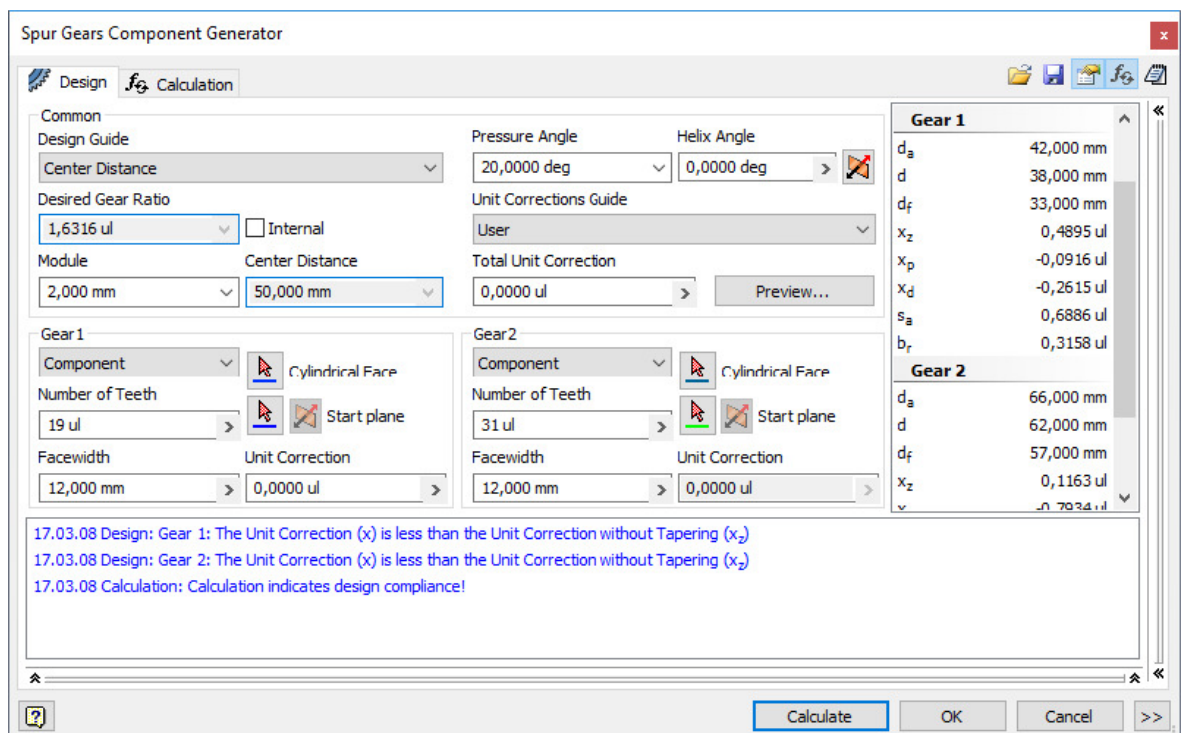 Spur Gears Component Generator
x
Design
Calculation
Common
Design Guide
Center Distance
Pressure Angle
Helix Angle
20,0000 deg
0,0000 deg
Desired Gear Ratio
1,6316 ul
Internal
Unit Corrections Guide
User
Module
Center Distance
Total Unit Correction
2,000 mm
50,000 mm
0,0000 ul
Preview...
Gear1
Component
Cylindrical Face
Number of Teeth
19 ul
Start plane
Facewidth
Unit Correction
12,000 mm
0,0000 ul
Gear2
Component
Cylindrical Face
Number of Teeth
31 ul
Start plane
Facewidth
Unit Correction
12,000 mm
0,0000 ul
Gear 1
da 42,000 mm
d 38,000 mm
df 33,000 mm
xz 0,4895 ul
xp -0,0916 ul
xd -0,2615 ul
sa 0,6886 ul
br 0,3158 ul
Gear 2
da 66,000 mm
d 62,000 mm
df 57,000 mm
xz 0,1163 ul
-0,7934 ul
17.03.08 Design: Gear 1: The Unit Correction (x) is less than the Unit Correction without Tapering (xz)
17.03.08 Design: Gear 2: The Unit Correction (x) is less than the Unit Correction without Tapering (xz)
17.03.08 Calculation: Calculation indicates design compliance!
?
Calculate
OK
Cancel
>>